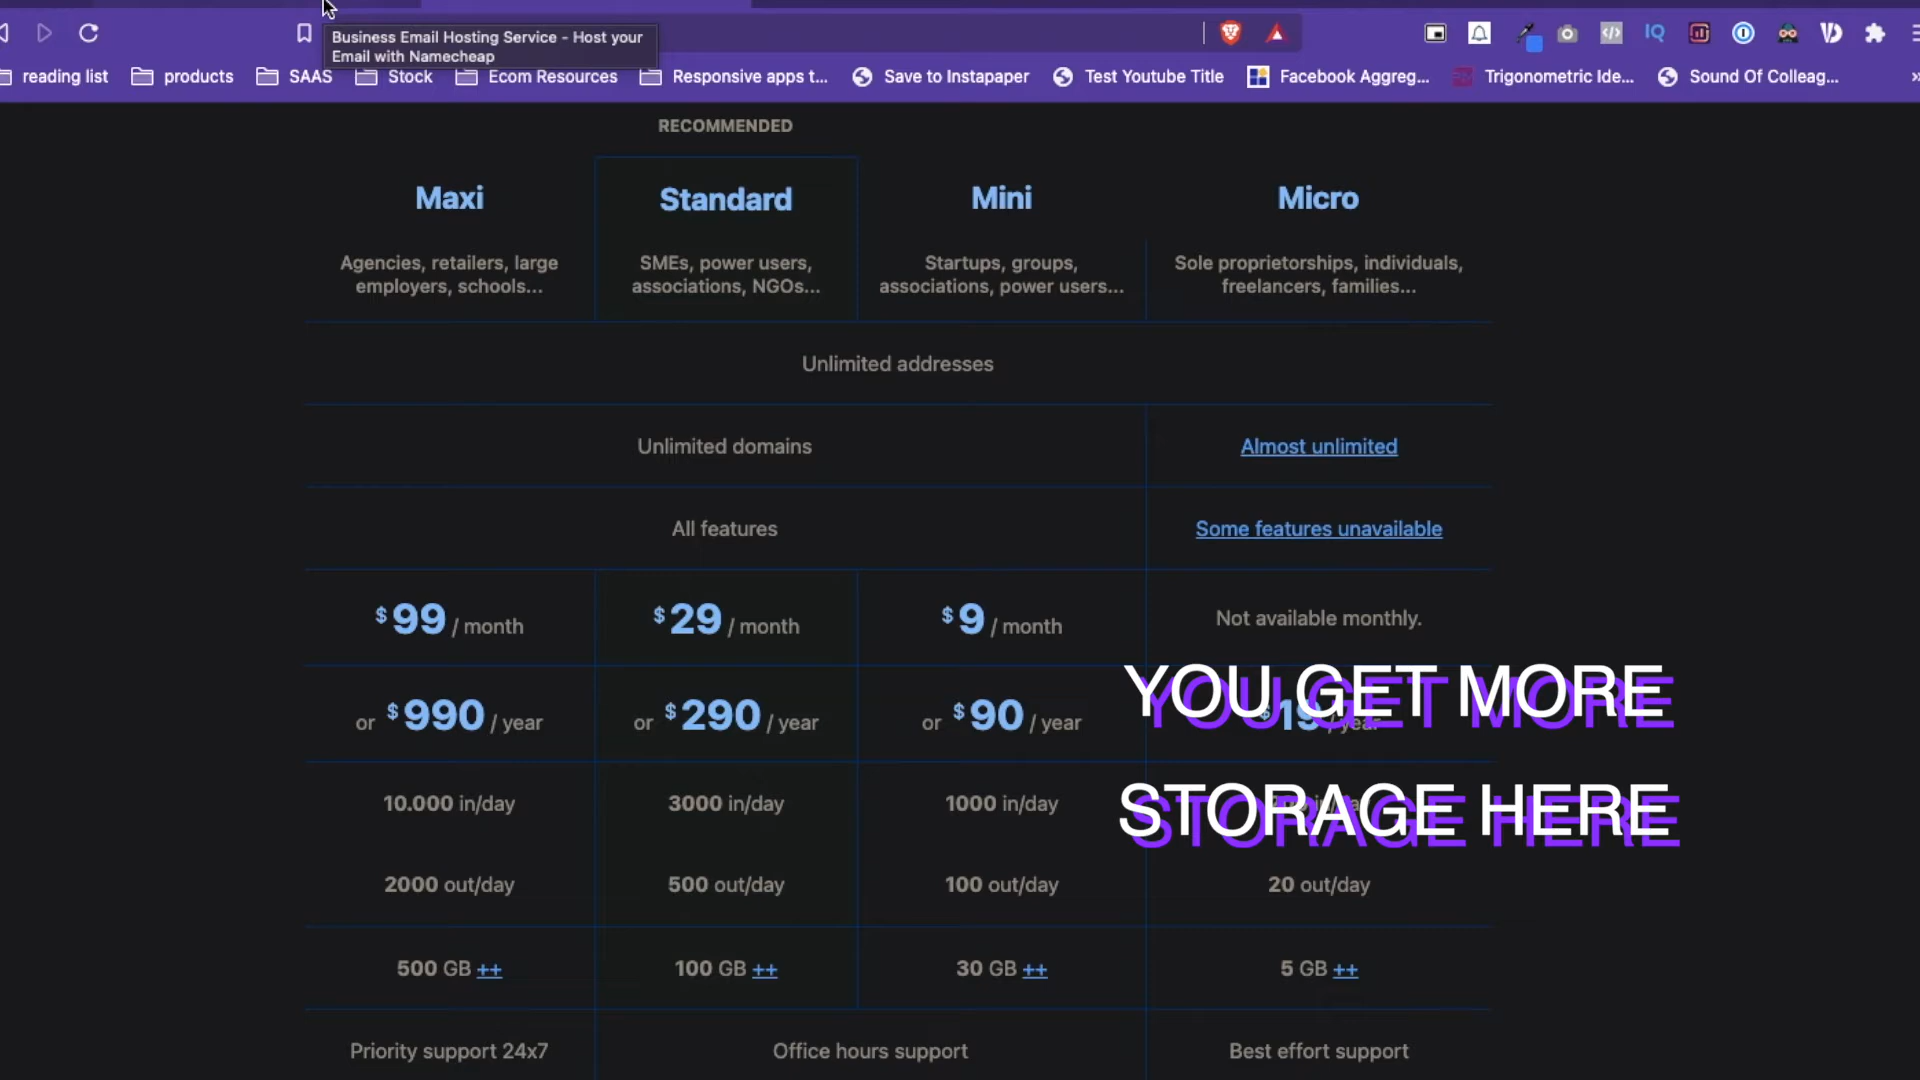 Business Email Hosting Service - Host your
Email with Namecheap
reading list products SAAS Stock Ecom Resources Responsive apps t... Save to Instapaper Test Youtube Title Facebook Aggreg... Trigonometric Ide... Sound Of Colleag... »
RECOMMENDED
Maxi Standard Mini Micro
Agencies, retailers, large SMEs, power users, Startups, groups, Sole proprietorships, individuals,
employers, schools... associations, NGOs... associations, power users... freelancers, families...
Unlimited addresses
Unlimited domains Almost unlimited
All features Some features unavailable
$99 / month $29 / month $9 / month Not available monthly.
YOU GET MORE
or $990 / year or $290 / year or $90 / year $19 / year
STORAGE HERE
10.000 in/day 3000 in/day 1000 in/day
2000 out/day 500 out/day 100 out/day 20 out/day
500 GB ++ 100 GB ++ 30 GB ++ 5 GB ++
Priority support 24x7 Office hours support Best effort support